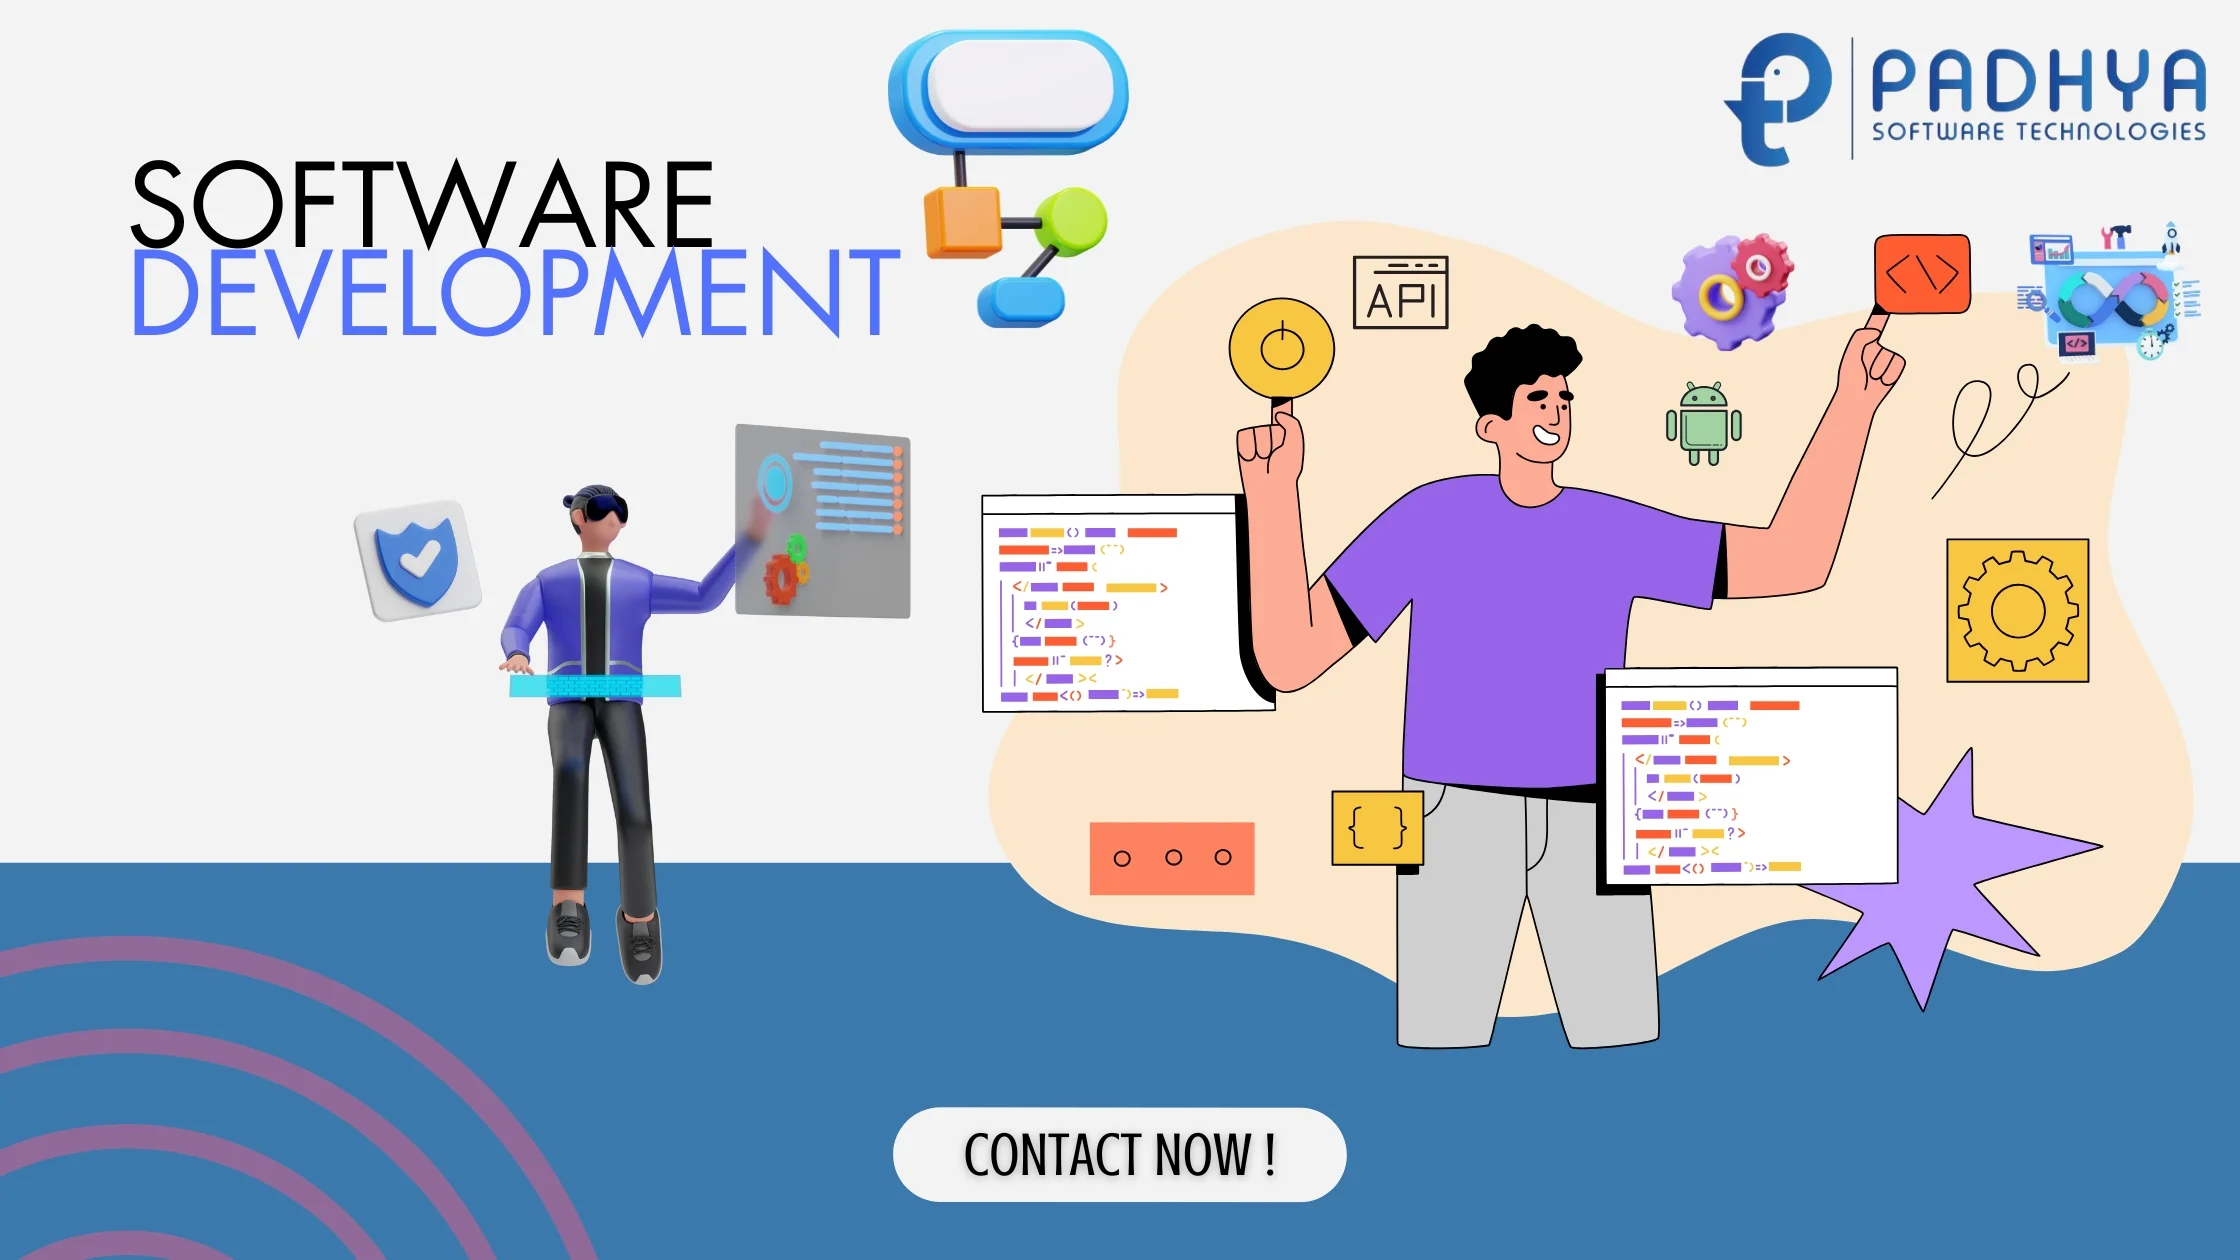 PADHYA
SOFTWARE TECHNOLOGIES
SOFTWARE
DEVELOPMENT
API
CONTACT NOW !